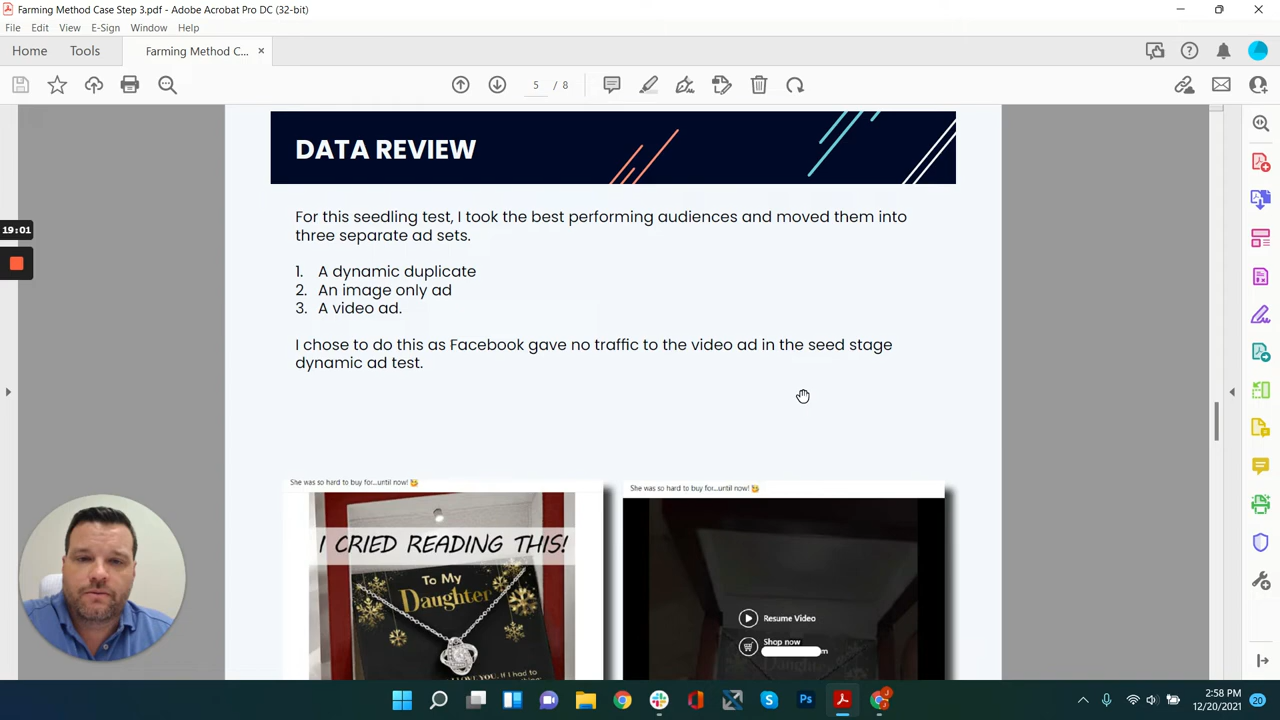 Farming Method Case Step 3.pdf - Adobe Acrobat Pro DC (32-bit)
File Edit View E-Sign Window Help
Home Tools Farming Method C... ×
5 / 8
DATA REVIEW
For this seedling test, I took the best performing audiences and moved them into
three separate ad sets.
1. A dynamic duplicate
2. An image only ad
3. A video ad.
I chose to do this as Facebook gave no traffic to the video ad in the seed stage
dynamic ad test.
19:01
She was so hard to buy for...until now!
I CRIED READING THIS!
To My
Daughter
She was so hard to buy for...until now!
Resume Video
Shop now
2:58 PM
12/20/2021
20